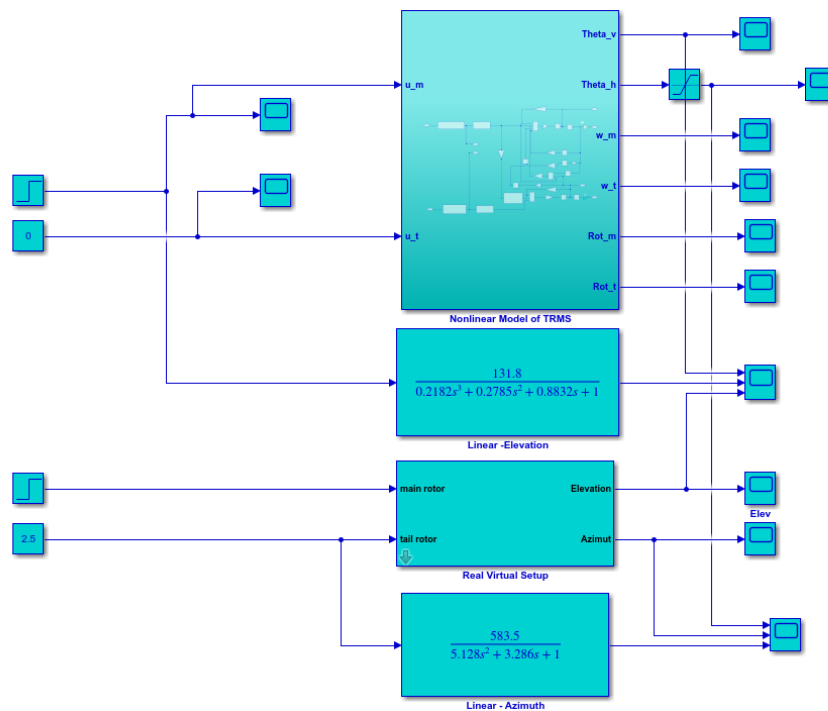 Theta_v
u_m
Theta_h
w_m
w_t
0
u_t
Rot_m
Rot_t
Nonlinear Model of TRMS
131.8
0.2182s³ + 0.2785s² + 0.8832s + 1
Linear -Elevation
main rotor
Elevation
Elev
2.5
tail rotor
Azimut
Real Virtual Setup
583.5
5.128s² + 3.286s + 1
Linear - Azimuth